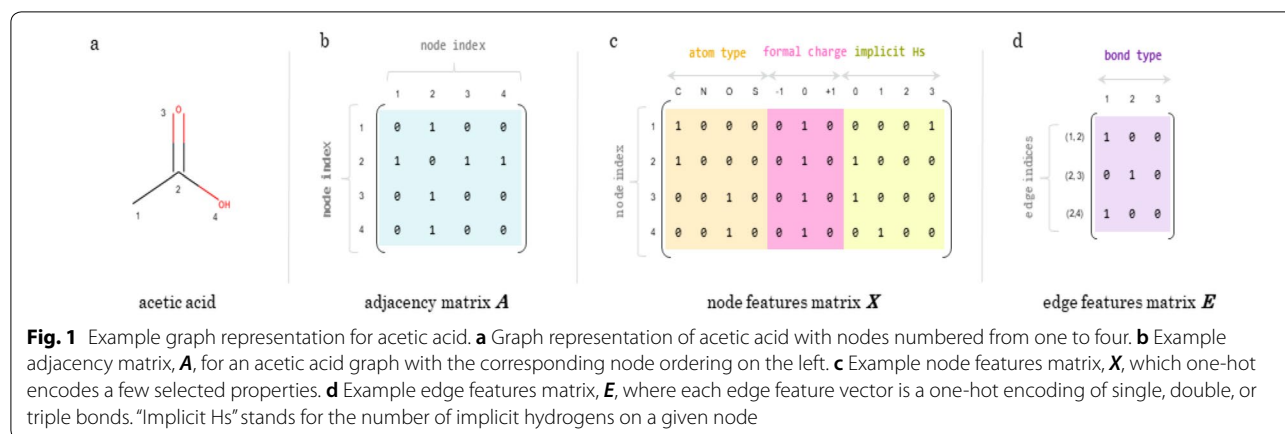 a
b
c
d
node index
atom type formal charge implicit Hs
bond type
1 2 3 4
C N O S -1 0 +1 0 1 2 3
1 2 3
3 O
2
1
4 OH
node index
1 0 1 0 0
2 1 0 1 1
3 0 1 0 0
4 0 1 0 0
node index
1 1 0 0 0 0 1 0 0 0 0 1
2 1 0 0 0 0 1 0 1 0 0 0
3 0 0 1 0 0 1 0 1 0 0 0
4 0 0 1 0 0 1 0 0 1 0 0
edge indices
(1, 2) 1 0 0
(2, 3) 0 1 0
(2,4) 1 0 0
acetic acid
adjacency matrix A
node features matrix X
edge features matrix E
Fig. 1 Example graph representation for acetic acid. a Graph representation of acetic acid with nodes numbered from one to four. b Example
adjacency matrix, A, for an acetic acid graph with the corresponding node ordering on the left. c Example node features matrix, X, which one-hot
encodes a few selected properties. d Example edge features matrix, E, where each edge feature vector is a one-hot encoding of single, double, or
triple bonds. “Implicit Hs” stands for the number of implicit hydrogens on a given node